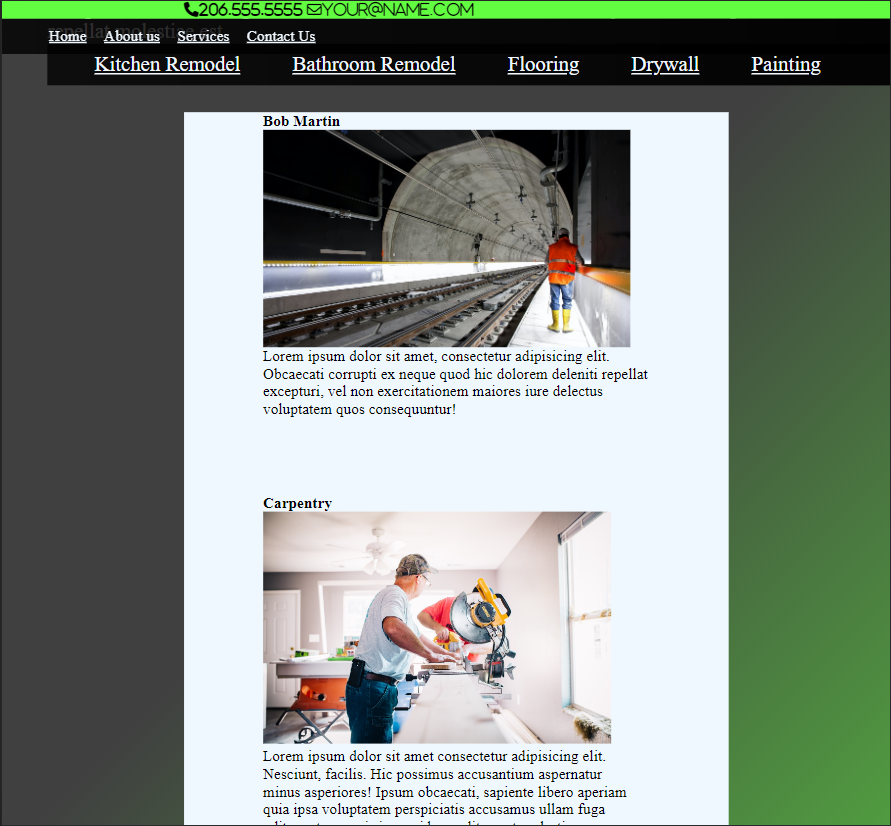 206.555.5555 YOUR@NAME.COM
repellat molestiae est
Home About us Services Contact Us
Kitchen Remodel Bathroom Remodel Flooring Drywall Painting
Bob Martin
Lorem ipsum dolor sit amet, consectetur adipisicing elit.
Obcaecati corrupti ex neque quod hic dolorem deleniti repellat
excepturi, vel non exercitationem maiores iure delectus
voluptatem quos consequuntur!
Carpentry
Lorem ipsum dolor sit amet consectetur adipisicing elit.
Nesciunt, facilis. Hic possimus accusantium aspernatur
minus asperiores! Ipsum obcaecati, sapiente libero aperiam
quia ipsa voluptatem perspiciatis accusamus ullam fuga